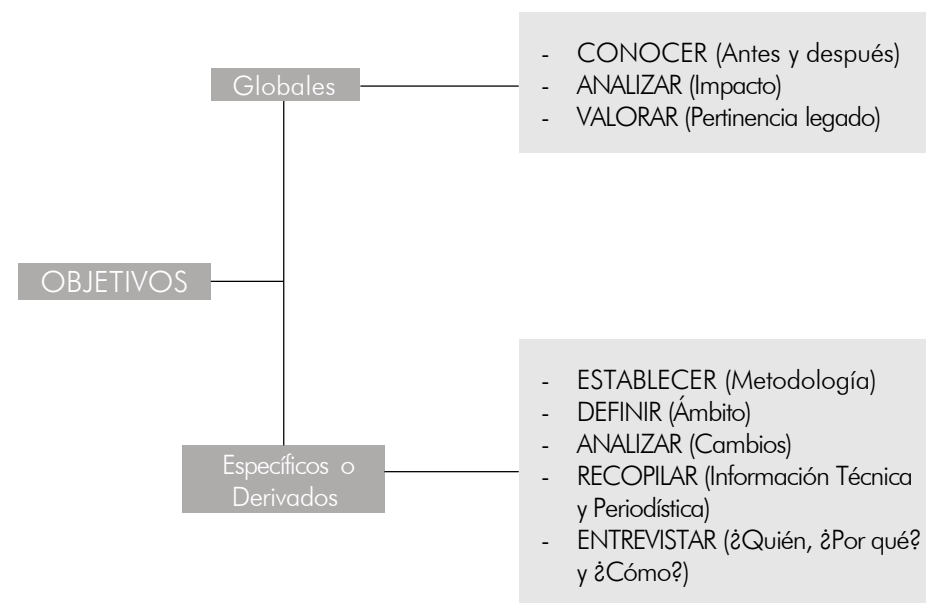 Globales
- CONOCER (Antes y después)
- ANALIZAR (Impacto)
- VALORAR (Pertinencia legado)
OBJETIVOS
Específicos o
Derivados
- ESTABLECER (Metodología)
- DEFINIR (Ámbito)
- ANALIZAR (Cambios)
- RECOPILAR (Información Técnica
y Periodística)
- ENTREVISTAR (¿Quién, ¿Por qué?
y ¿Cómo?)